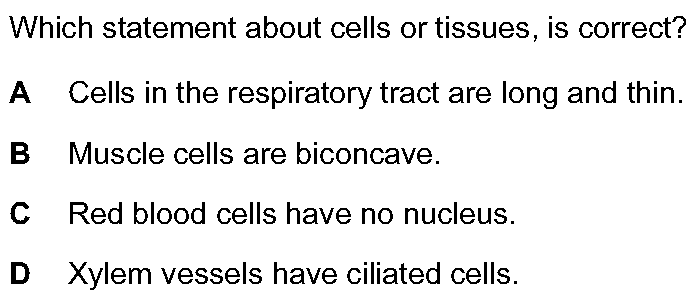 Which statement about cells or tissues, is correct?
A Cells in the respiratory tract are long and thin.
B Muscle cells are biconcave.
C Red blood cells have no nucleus.
D Xylem vessels have ciliated cells.